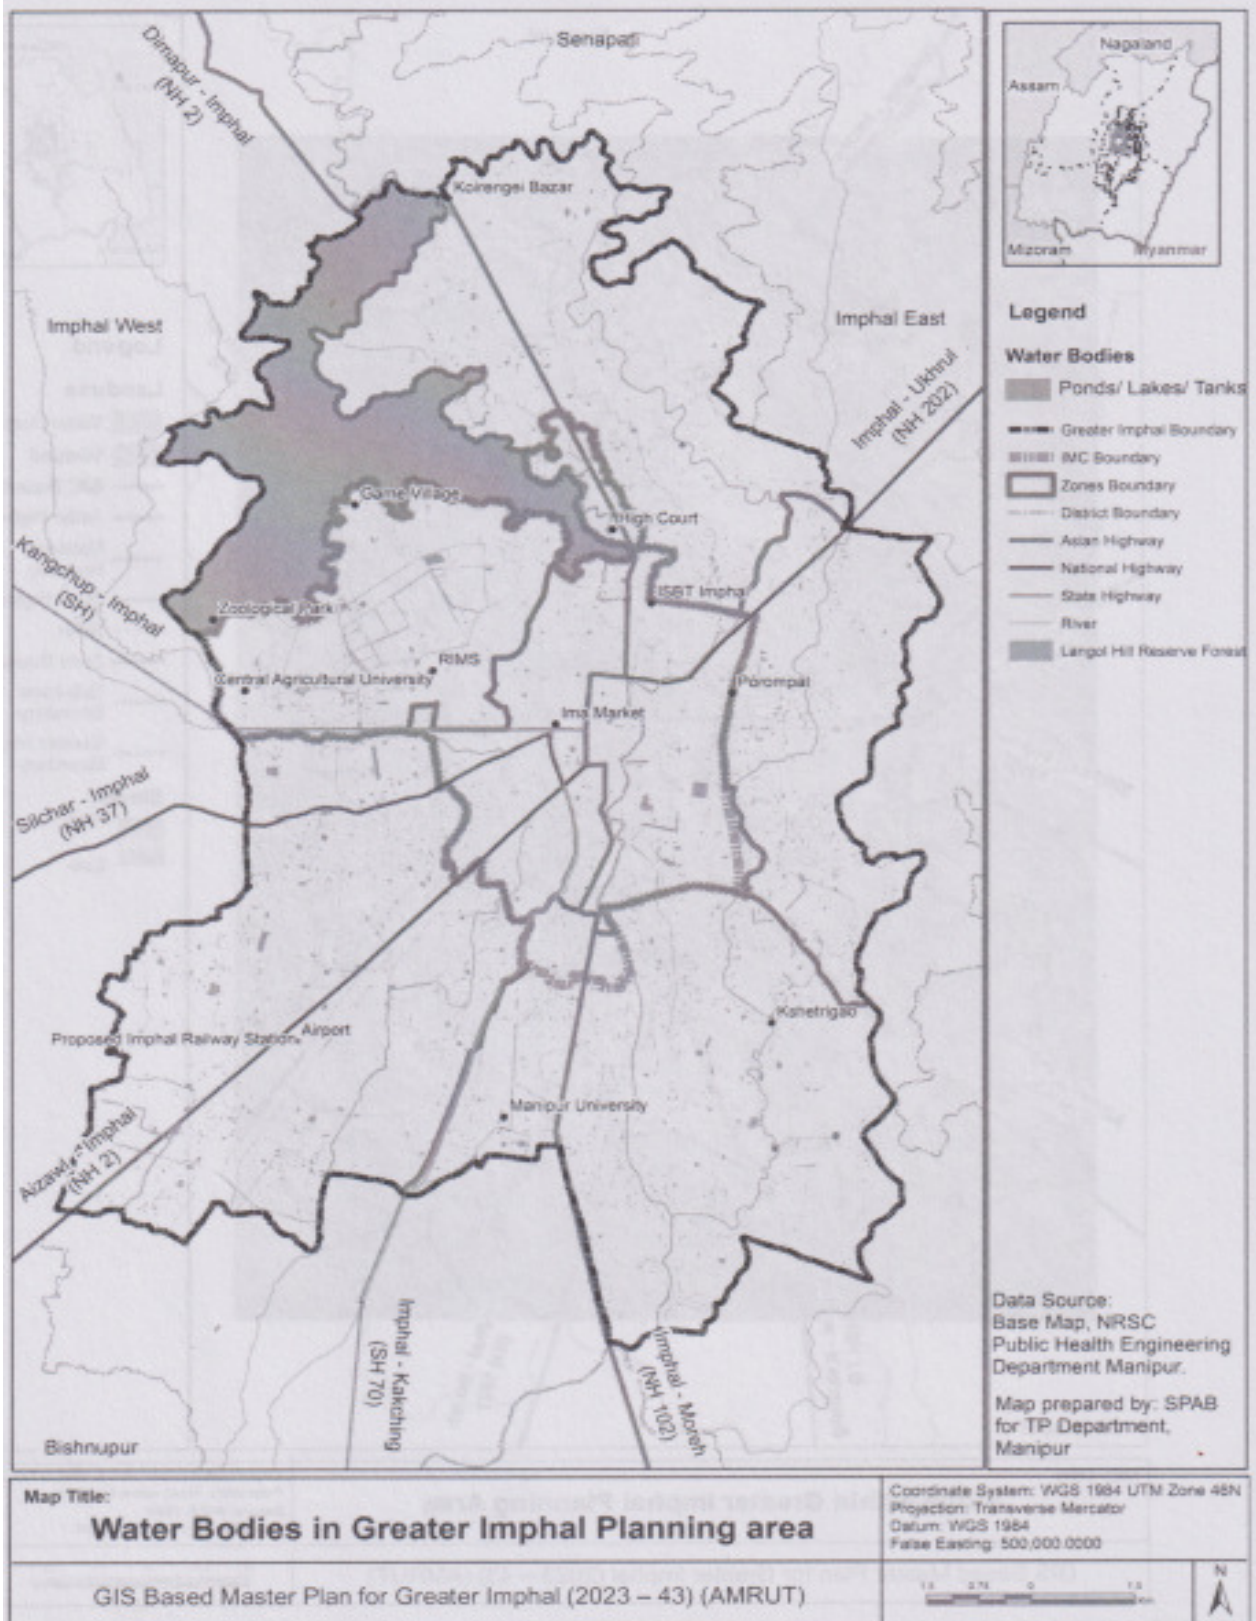 Senapati
Dimapur - Imphal
(NH 2)
Koirengei Bazar
Imphal West
Imphal East
Imphal - Ukhrul
(NH 202)
Game Village
High Court
Kangchup - Imphal
(SH)
ISBT Imphal
Zoological Park
RIMS
Central Agricultural University
Porompat
Ima Market
Silchar - Imphal
(NH 37)
Kshetrigao
Proposed Imphal Railway Station
Airport
Manipur University
Aizawl - Imphal
(NH 2)
Imphal - Kakching
(SH 70)
Imphal - Moreh
(NH 102)
Bishnupur
Nagaland
Assam
Mizoram
Myanmar
Legend
Water Bodies
Ponds/ Lakes/ Tanks
Greater Imphal Boundary
IMC Boundary
Zones Boundary
District Boundary
Asian Highway
National Highway
State Highway
River
Langol Hill Reserve Forest
Data Source:
Base Map, NRSC
Public Health Engineering
Department Manipur.
Map prepared by: SPAB
for TP Department,
Manipur
Map Title:
Water Bodies in Greater Imphal Planning area
GIS Based Master Plan for Greater Imphal (2023 – 43) (AMRUT)
Coordinate System: WGS 1984 UTM Zone 46N
Projection: Transverse Mercator
Datum: WGS 1984
False Easting: 500,000.0000
N